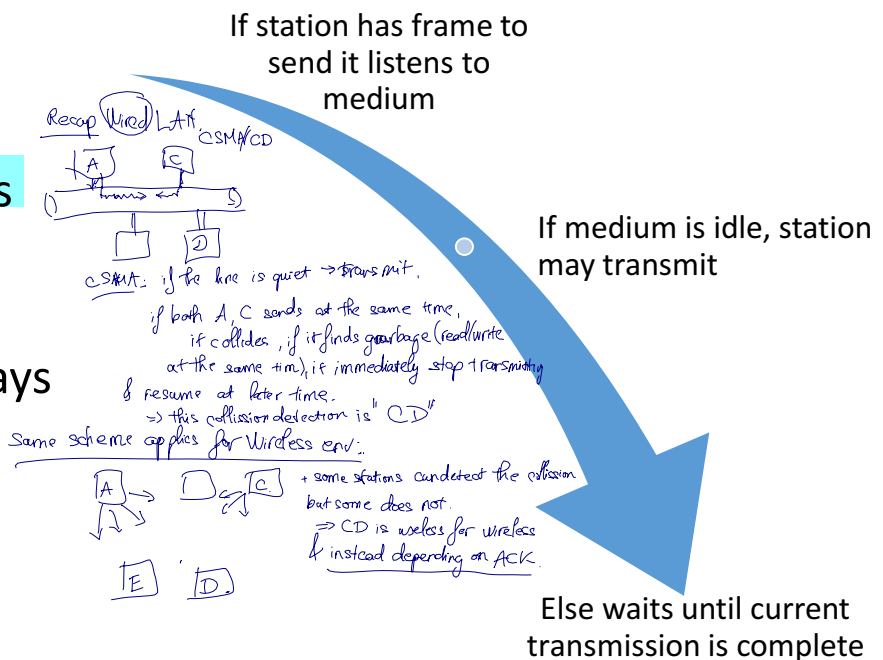 If station has frame to
send it listens to
medium
Recap Wired LAN.
CSMA/CD
A
C
s
D
If medium is idle, station
may transmit
CSMA: if the line is quiet → transmit.
if both A, C sends at the same time,
it collides, if it finds garbage (read/write
at the same tim), it immediately stop transmitting
ays
& resume at later time.
⇒ this collission detection is "CD"
Same scheme applies for Wireless env:
A
C
+ some stations can detect the collission
but some does not.
⇒ CD is useless for wireless
& instead depending on ACK.
E
D.
Else waits until current
transmission is complete